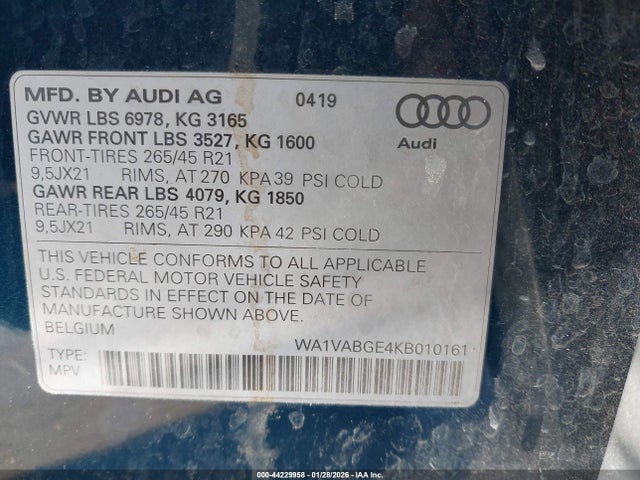 MFD. BY AUDI AG 0419
GVWR LBS 6978, KG 3165
GAWR FRONT LBS 3527, KG 1600
FRONT-TIRES 265/45 R21
9,5JX21 RIMS, AT 270 KPA 39 PSI COLD
GAWR REAR LBS 4079, KG 1850
REAR-TIRES 265/45 R21
9,5JX21 RIMS, AT 290 KPA 42 PSI COLD
Audi
THIS VEHICLE CONFORMS TO ALL APPLICABLE
U.S. FEDERAL MOTOR VEHICLE SAFETY
STANDARDS IN EFFECT ON THE DATE OF
MANUFACTURE SHOWN ABOVE.
BELGIUM WA1VABGE4KB010161
TYPE:
MPV
000-44229958 | 01/28/2026 | IAA Inc.